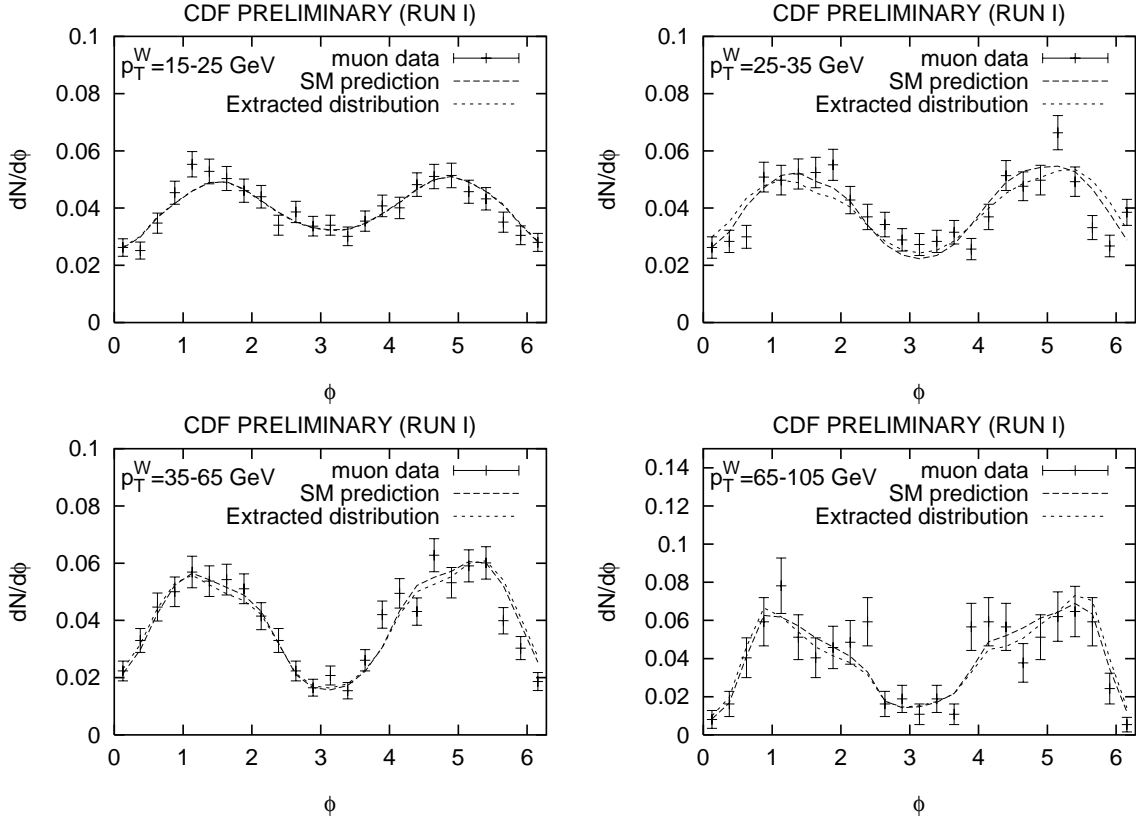 CDF PRELIMINARY (RUN I)
0.1
0.08
0.06
0.04
0.02
0
dN/dϕ
p_T^W=15-25 GeV
muon data
SM prediction
Extracted distribution
0 1 2 3 4 5 6
ϕ
CDF PRELIMINARY (RUN I)
0.1
0.08
0.06
0.04
0.02
0
dN/dϕ
p_T^W=25-35 GeV
muon data
SM prediction
Extracted distribution
0 1 2 3 4 5 6
ϕ
CDF PRELIMINARY (RUN I)
0.1
0.08
0.06
0.04
0.02
0
dN/dϕ
p_T^W=35-65 GeV
muon data
SM prediction
Extracted distribution
0 1 2 3 4 5 6
ϕ
CDF PRELIMINARY (RUN I)
0.14
0.12
0.1
0.08
0.06
0.04
0.02
0
dN/dϕ
p_T^W=65-105 GeV
muon data
SM prediction
Extracted distribution
0 1 2 3 4 5 6
ϕ